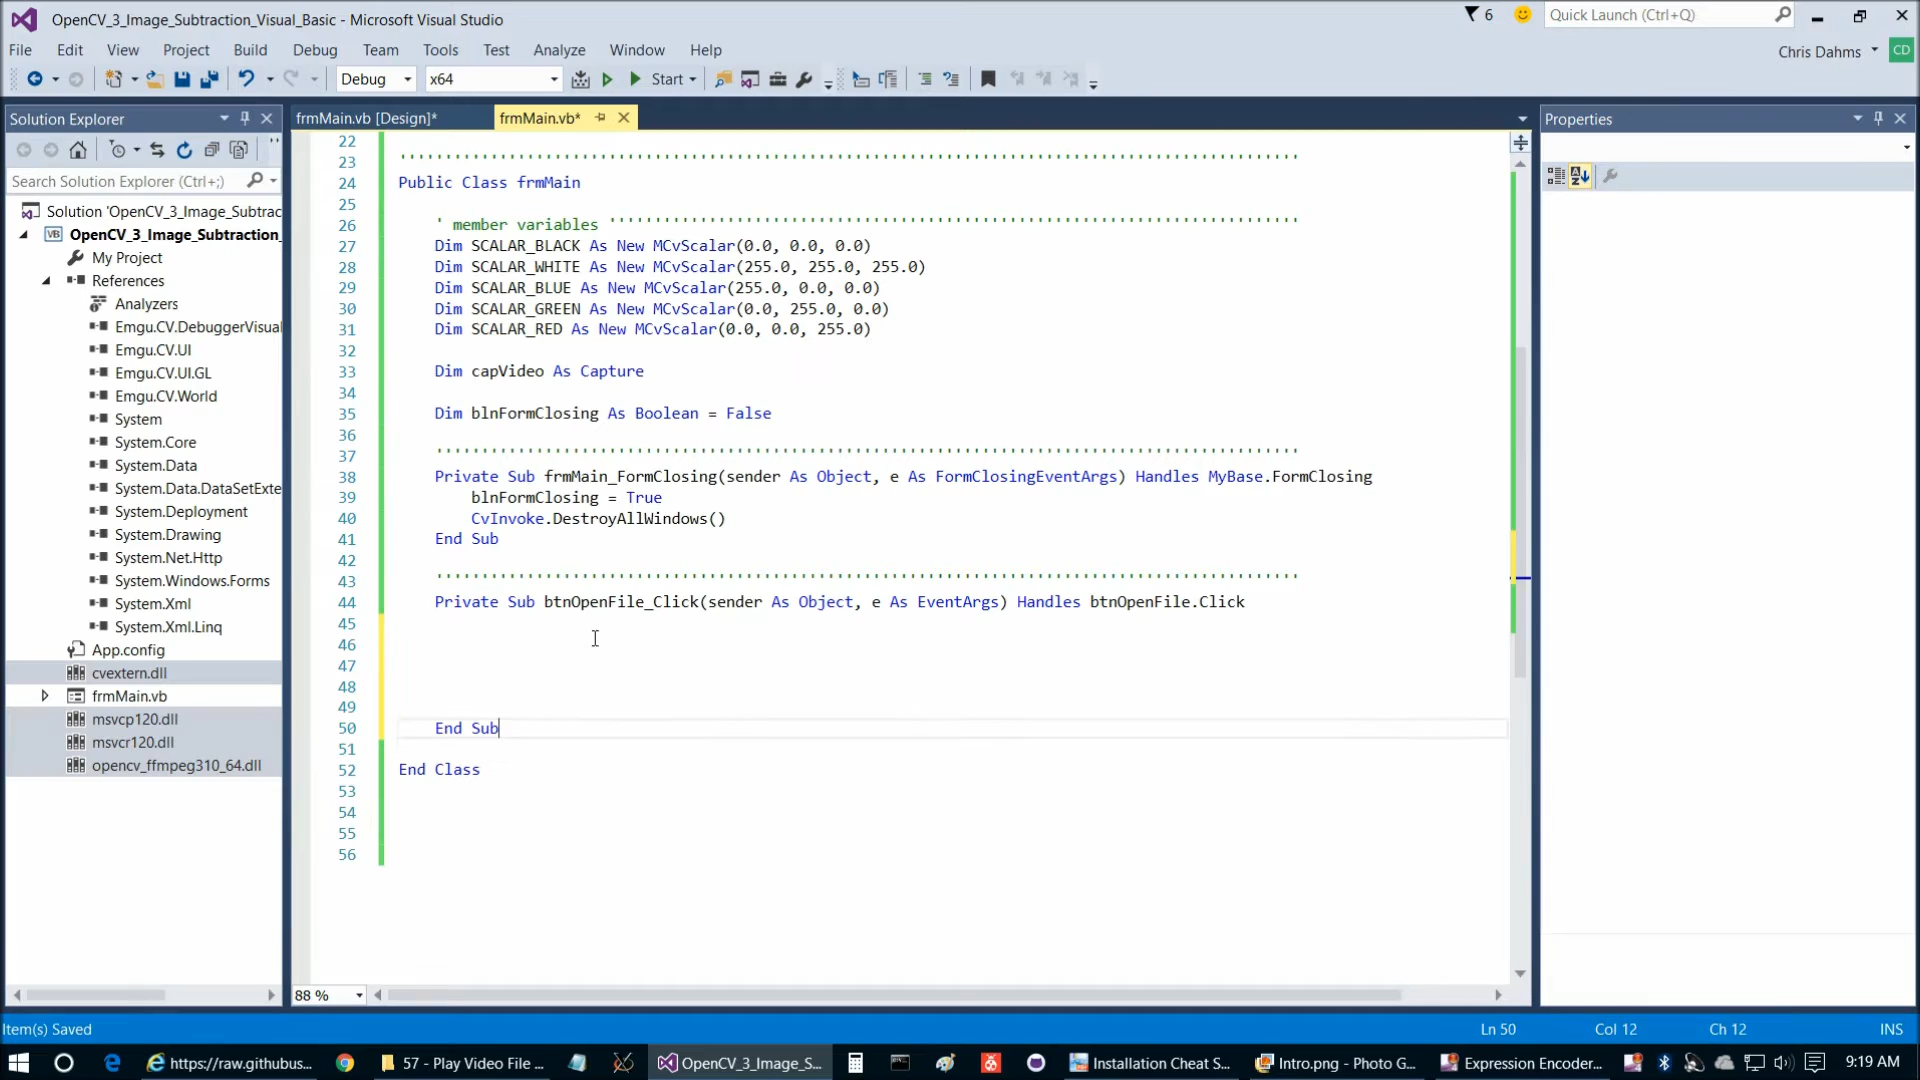 OpenCV_3_Image_Subtraction_Visual_Basic - Microsoft Visual Studio
6
Quick Launch (Ctrl+Q)
File Edit View Project Build Debug Team Tools Test Analyze Window Help
Chris Dahms CD
Debug x64 Start
Solution Explorer
frmMain.vb [Design]* frmMain.vb*
Properties
Search Solution Explorer (Ctrl+;)
Solution 'OpenCV_3_Image_Subtrac
VB OpenCV_3_Image_Subtraction_
My Project
References
Analyzers
Emgu.CV.DebuggerVisual
Emgu.CV.UI
Emgu.CV.UI.GL
Emgu.CV.World
System
System.Core
System.Data
System.Data.DataSetExte
System.Deployment
System.Drawing
System.Net.Http
System.Windows.Forms
System.Xml
System.Xml.Linq
App.config
cvextern.dll
frmMain.vb
msvcp120.dll
msvcr120.dll
opencv_ffmpeg310_64.dll
22
23 '''''''''''''''''''''''''''''''''''''''''''''''''''''''''''''''''''''''''''''''''''''''''''''''''''
24 Public Class frmMain
25
26 ' member variables ''''''''''''''''''''''''''''''''''''''''''''''''''''''''''''''''''''''''''''
27 Dim SCALAR_BLACK As New MCvScalar(0.0, 0.0, 0.0)
28 Dim SCALAR_WHITE As New MCvScalar(255.0, 255.0, 255.0)
29 Dim SCALAR_BLUE As New MCvScalar(255.0, 0.0, 0.0)
30 Dim SCALAR_GREEN As New MCvScalar(0.0, 255.0, 0.0)
31 Dim SCALAR_RED As New MCvScalar(0.0, 0.0, 255.0)
32
33 Dim capVideo As Capture
34
35 Dim blnFormClosing As Boolean = False
36
37 '''''''''''''''''''''''''''''''''''''''''''''''''''''''''''''''''''''''''''''''''''''''''''''''
38 Private Sub frmMain_FormClosing(sender As Object, e As FormClosingEventArgs) Handles MyBase.FormClosing
39 blnFormClosing = True
40 CvInvoke.DestroyAllWindows()
41 End Sub
42
43 '''''''''''''''''''''''''''''''''''''''''''''''''''''''''''''''''''''''''''''''''''''''''''''''
44 Private Sub btnOpenFile_Click(sender As Object, e As EventArgs) Handles btnOpenFile.Click
45
46
47
48
49
50 End Sub
51
52 End Class
53
54
55
56
88 %
Item(s) Saved Ln 50 Col 12 Ch 12 INS
https://raw.githubus... 57 - Play Video File ... OpenCV_3_Image_S... Installation Cheat S... Intro.png - Photo G... Expression Encoder... 9:19 AM